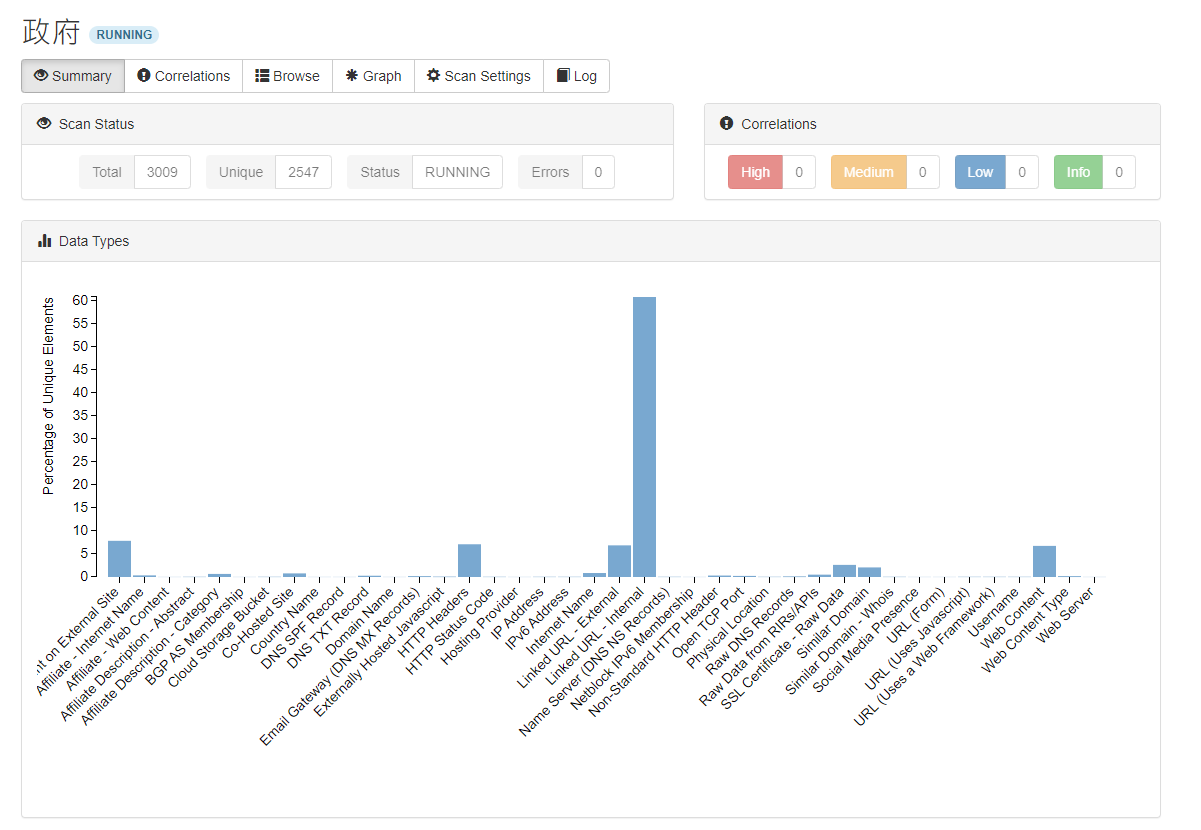 政府 RUNNING
Summary Correlations Browse Graph Scan Settings Log
Scan Status
Total 3009 Unique 2547 Status RUNNING Errors 0
Correlations
High 0 Medium 0 Low 0 Info 0
Data Types
Percentage of Unique Elements
60
55
50
45
40
35
30
25
20
15
10
5
0
nt on External Site
Affiliate - Internet Name
Affiliate - Web Content
Affiliate Description - Abstract
Affiliate Description - Category
BGP AS Membership
Cloud Storage Bucket
Co-Hosted Site
Country Name
DNS SPF Record
DNS TXT Record
Domain Name
Email Gateway (DNS MX Records)
Externally Hosted Javascript
HTTP Headers
HTTP Status Code
Hosting Provider
IP Address
IPv6 Address
Internet Name
Linked URL - External
Linked URL - Internal
Name Server (DNS NS Records)
Netblock IPv6 Membership
Non-Standard HTTP Header
Open TCP Port
Physical Location
Raw DNS Records
Raw Data from RIRs/APIs
SSL Certificate - Raw Data
Similar Domain
Similar Domain - Whois
Social Media Presence
URL (Form)
URL (Uses Javascript)
URL (Uses a Web Framework)
Username
Web Content
Web Content Type
Web Server